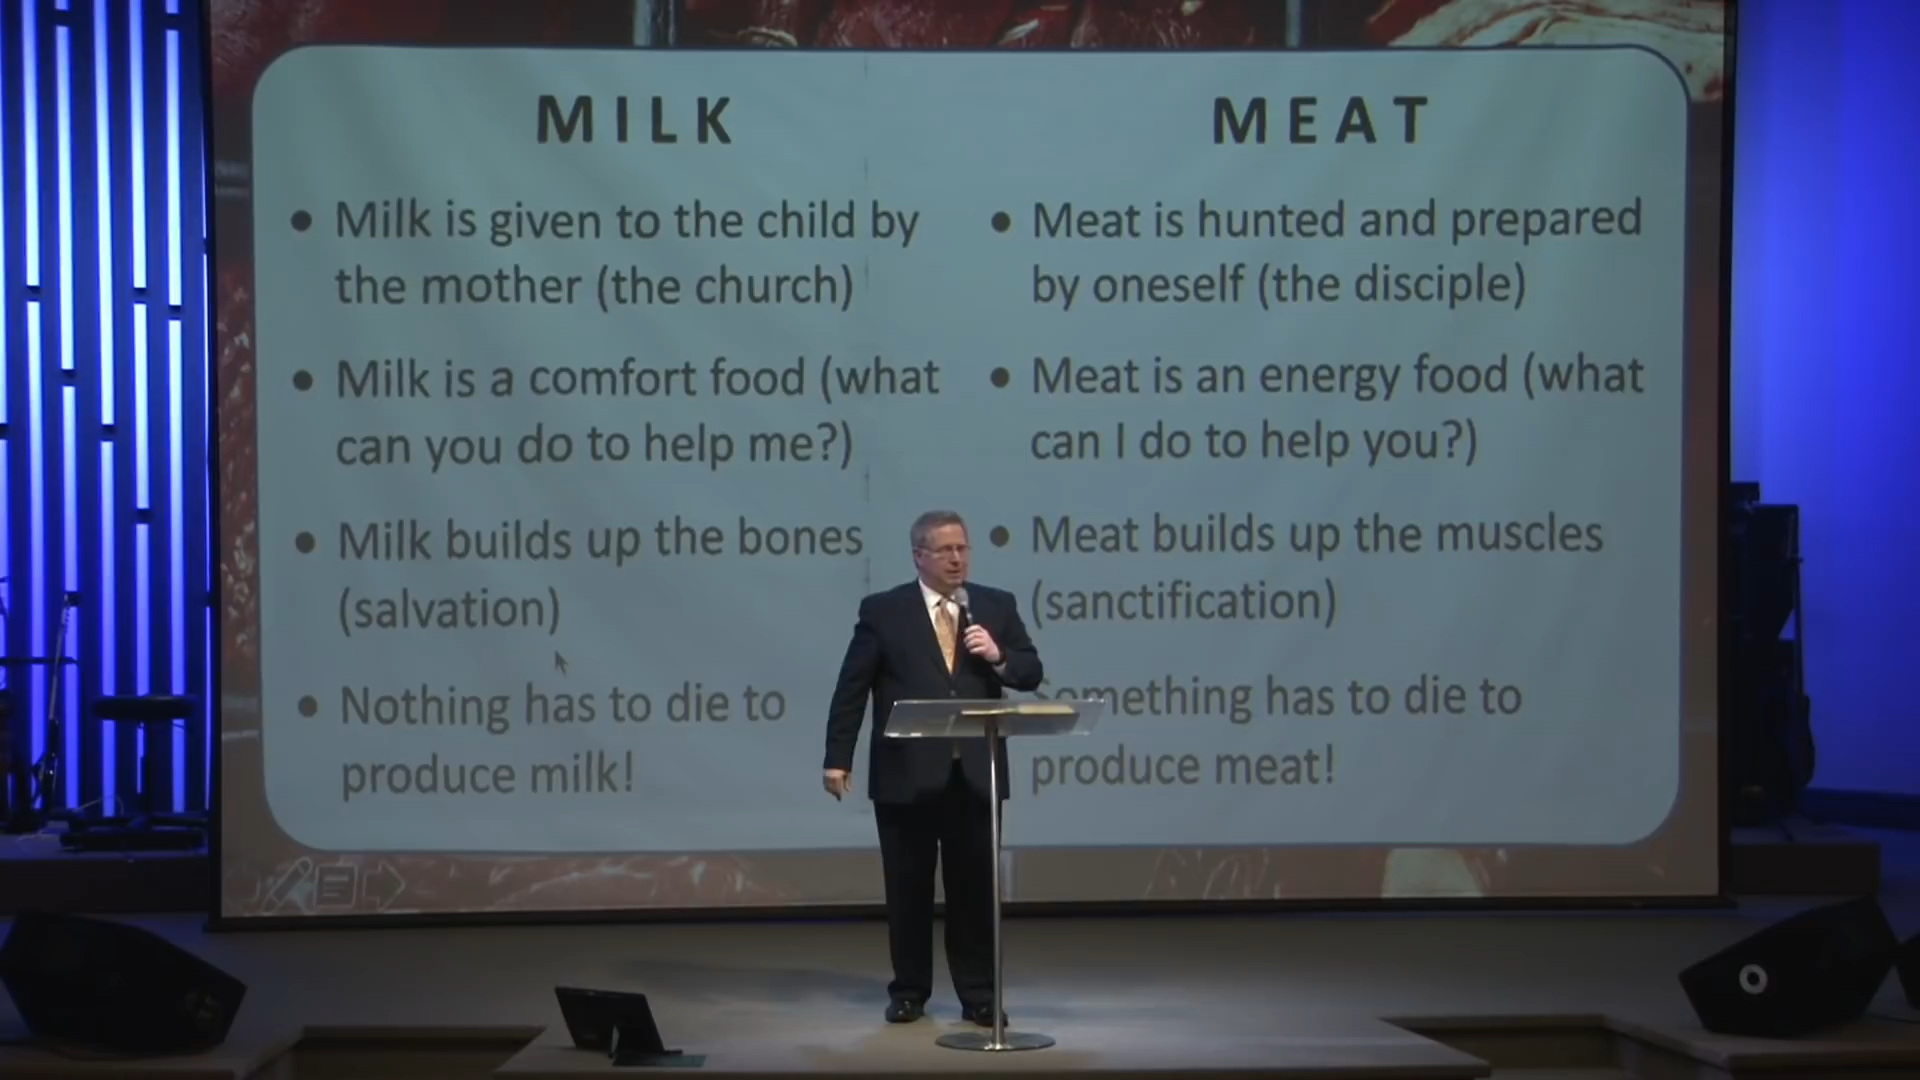 MILK
Milk is given to the child by
the mother (the church)
Milk is a comfort food (what
can you do to help me?)
Milk builds up the bones
(salvation)
Nothing has to die to
produce milk!
MEAT
Meat is hunted and prepared
by oneself (the disciple)
Meat is an energy food (what
can I do to help you?)
Meat builds up the muscles
(sanctification)
Something has to die to
produce meat!